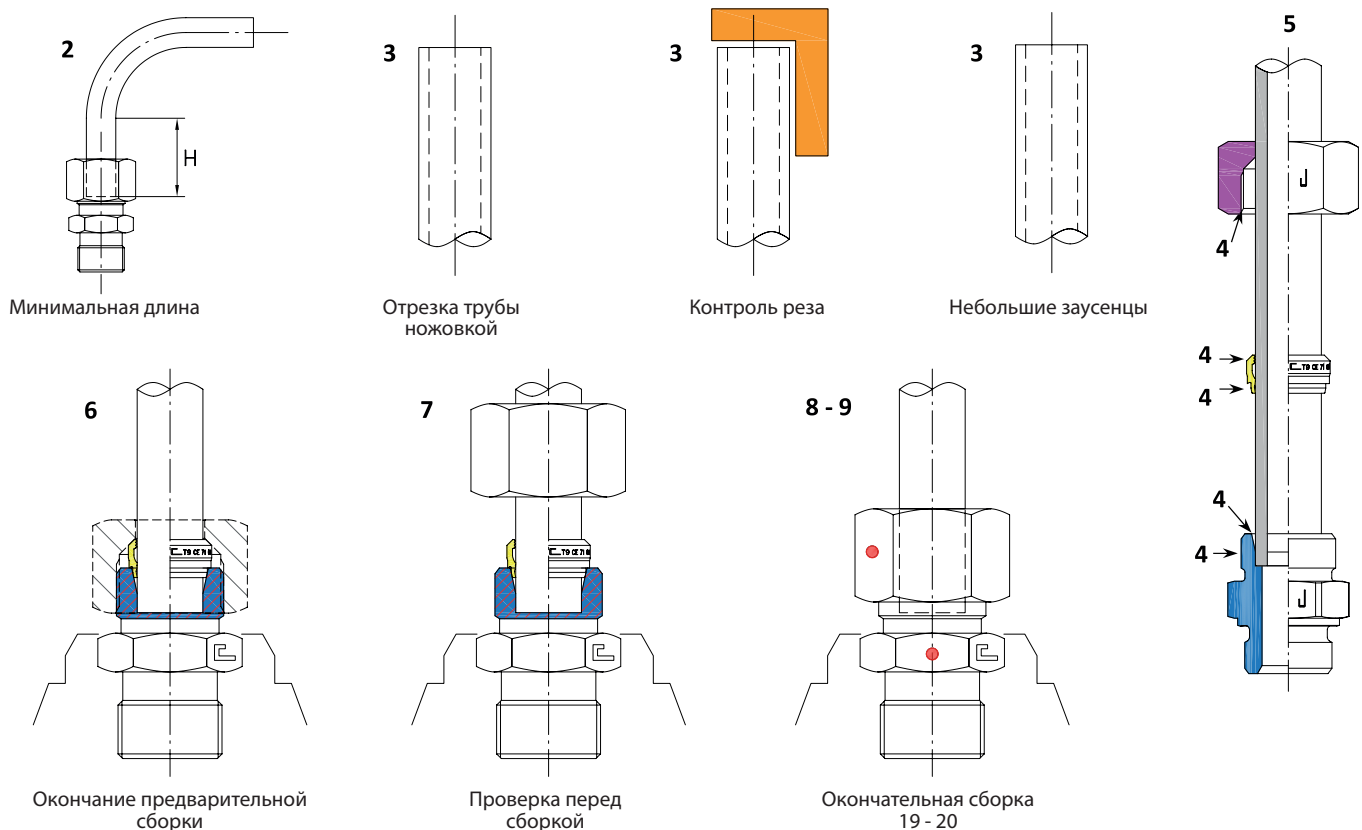 2
3
3
3
5
H
4
Минимальная длина
Отрезка трубы
ножовкой
Контроль реза
Небольшие заусенцы
4
4
6
7
8 - 9
4
4
Окончание предварительной
сборки
Проверка перед
сборкой
Окончательная сборка
19 - 20